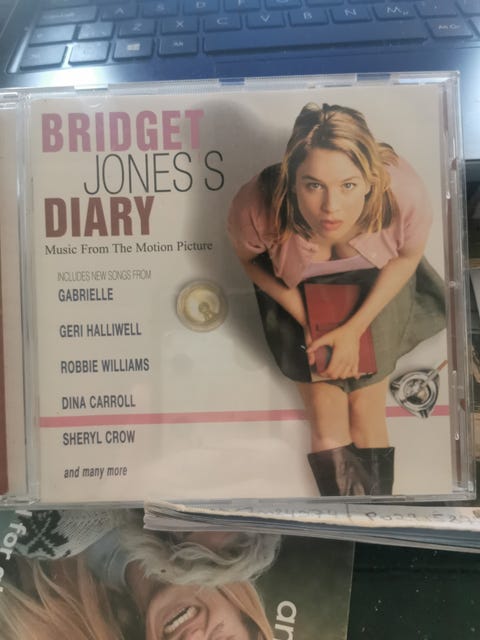 BRIDGET
JONES'S
DIARY
Music From The Motion Picture
INCLUDES NEW SONGS FROM
GABRIELLE
GERI HALLIWELL
ROBBIE WILLIAMS
DINA CARROLL
SHERYL CROW
and many more